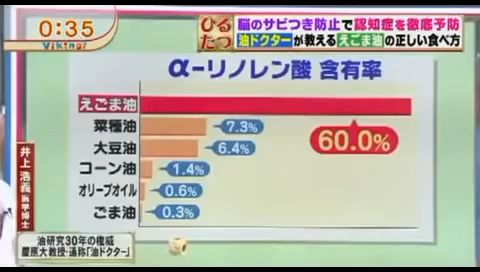 0:35
Viking!
ひるたつ
脳のサビつき防止で認知症を徹底予防
油ドクターが教えるえごま油の正しい食べ方
α-リノレン酸 含有率
えごま油
60.0%
菜種油
7.3%
大豆油
6.4%
コーン油
1.4%
オリーブオイル
0.6%
ごま油
0.3%
井上 浩義 医学博士
油研究30年の権威
慶應大教授・通称「油ドクター」